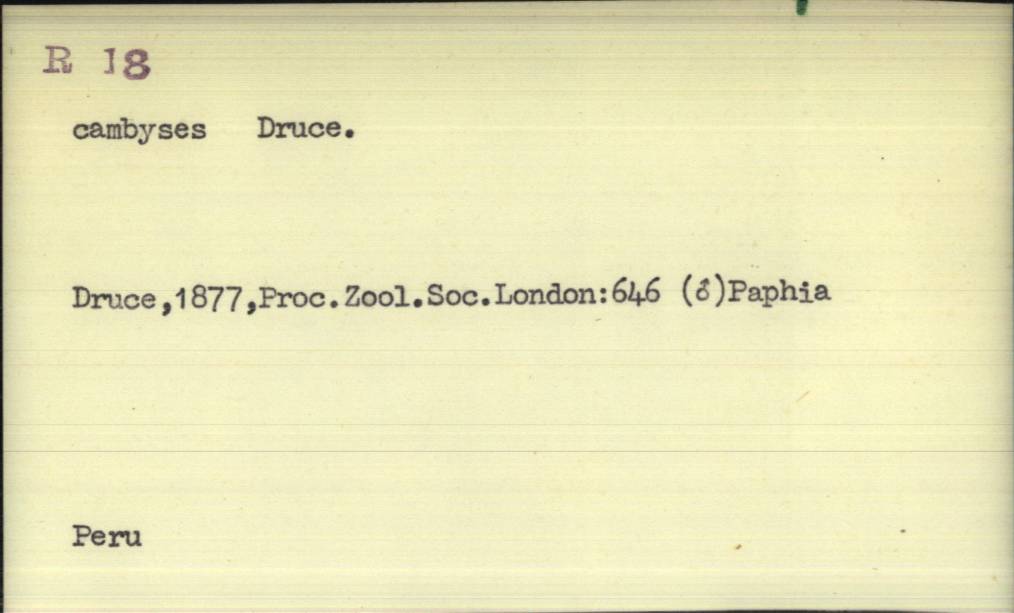 R 18
cambyses Druce.
Druce,1877,Proc.Zool.Soc.London:646 (♂)Paphia
Peru